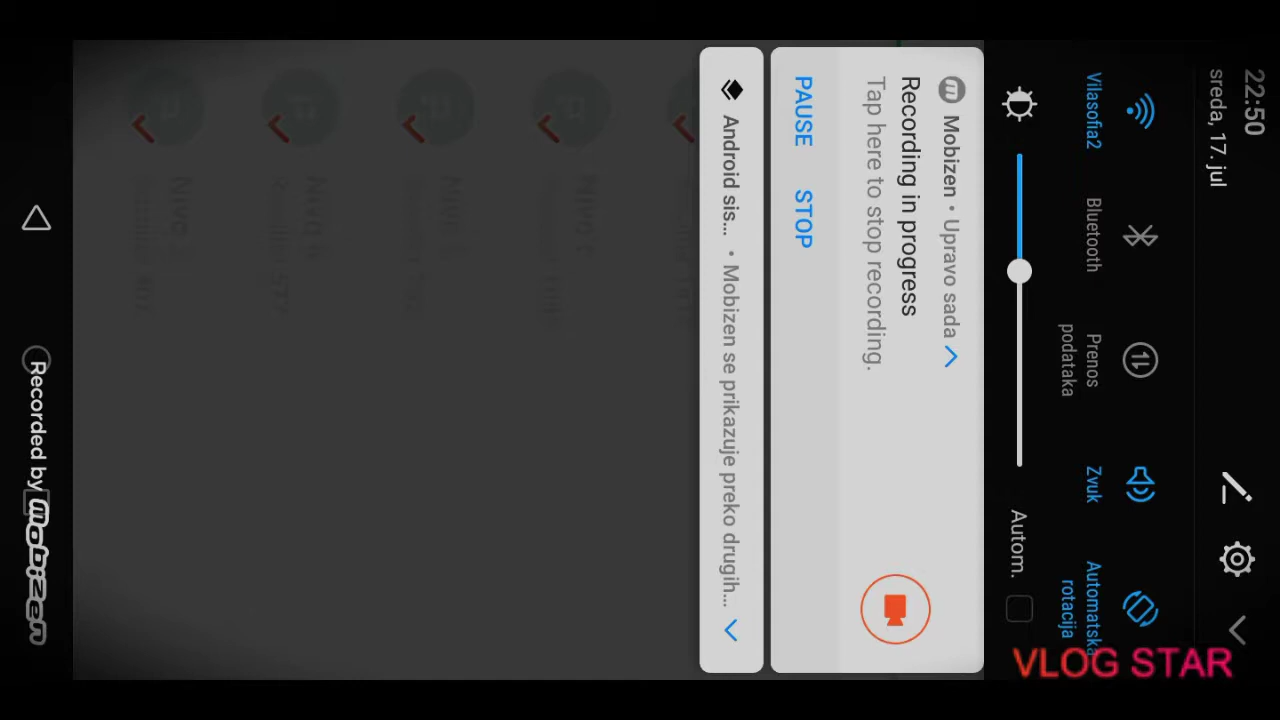 22:50
sreda, 17. jul
Vilasofia2
Bluetooth
Prenos
podataka
Zvuk
Automatska
rotacija
Autom.
Mobizen • Upravo sada
Recording in progress
Tap here to stop recording.
PAUSE STOP
Android sis... • Mobizen se prikazuje preko drugih...
Recorded by mobizen
VLOG STAR